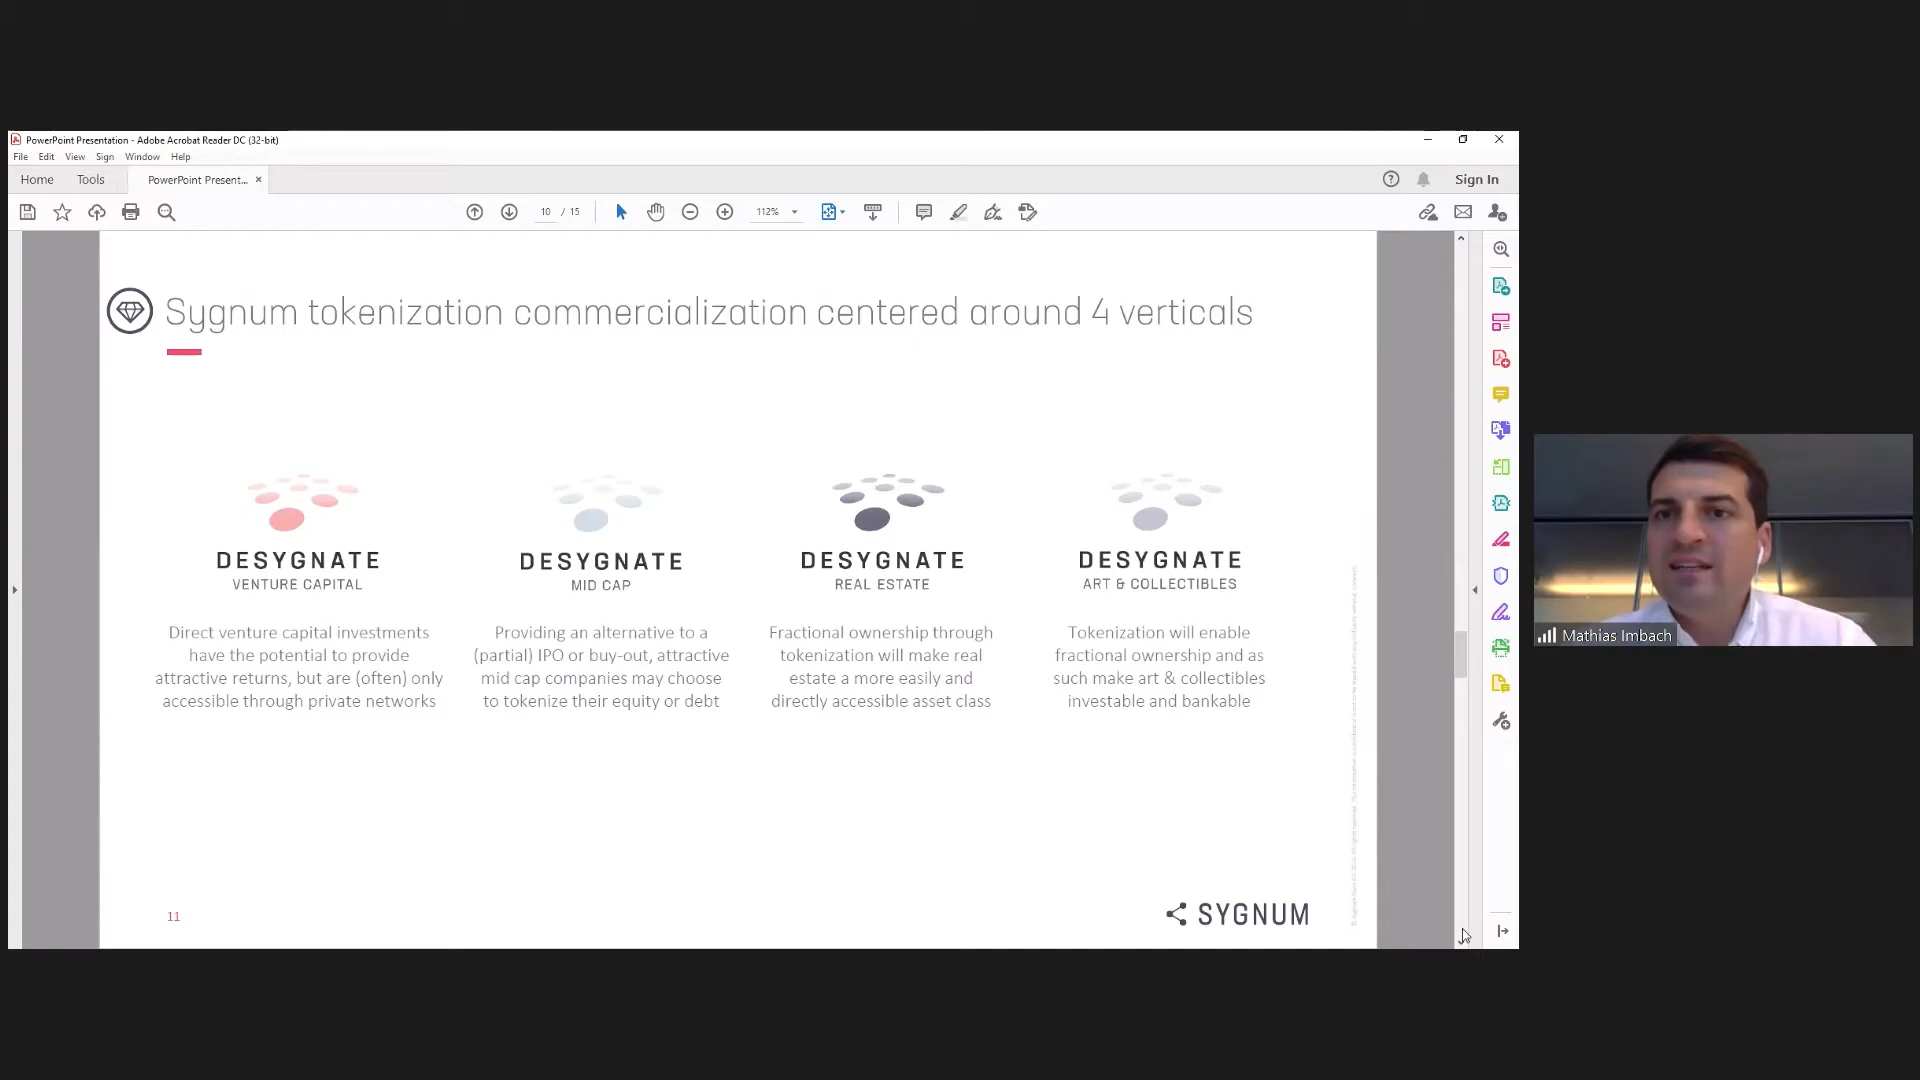 PowerPoint Presentation - Adobe Acrobat Reader DC (32-bit)
File Edit View Sign Window Help
Home Tools PowerPoint Present... Sign In
10 / 15 112%
Sygnum tokenization commercialization centered around 4 verticals
DESYGNATE
VENTURE CAPITAL
Direct venture capital investments
have the potential to provide
attractive returns, but are (often) only
accessible through private networks
DESYGNATE
MID CAP
Providing an alternative to a
(partial) IPO or buy-out, attractive
mid cap companies may choose
to tokenize their equity or debt
DESYGNATE
REAL ESTATE
Fractional ownership through
tokenization will make real
estate a more easily and
directly accessible asset class
DESYGNATE
ART & COLLECTIBLES
Tokenization will enable
fractional ownership and as
such make art & collectibles
investable and bankable
11
SYGNUM
Mathias Imbach